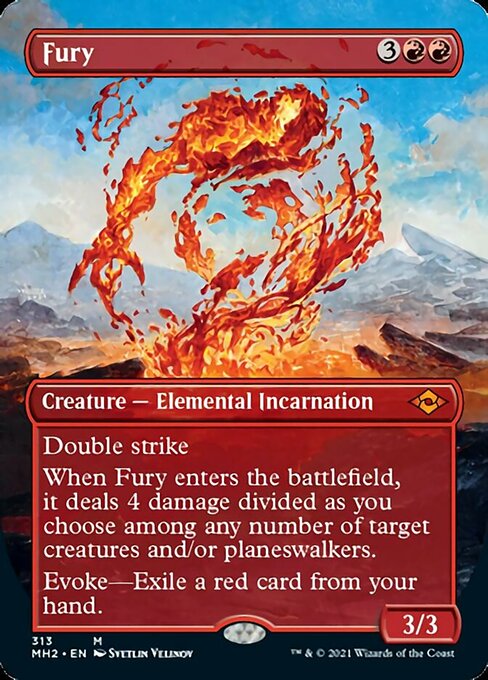 Fury 3
Creature — Elemental Incarnation
Double strike
When Fury enters the battlefield,
it deals 4 damage divided as you
choose among any number of target
creatures and/or planeswalkers.
Evoke—Exile a red card from your
hand.
3/3
313 M
MH2 • EN Svetlin Velinov
™ & © 2021 Wizards of the Coast